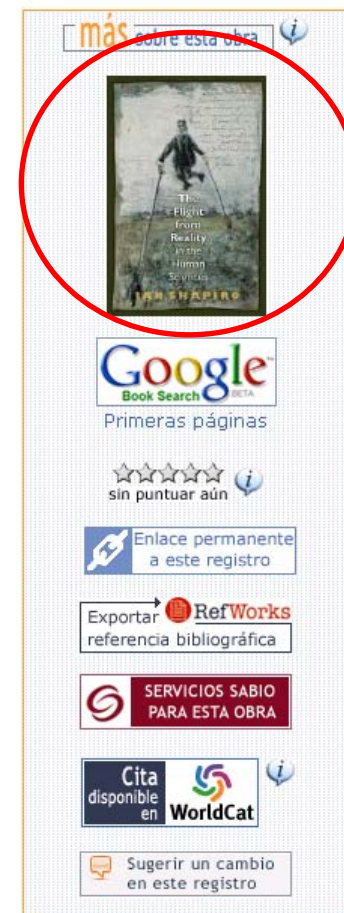 más sobre esta obra
The
Flight
from
Reality
in the
Human
Sciences
IAN SHAPIRO
Google™
Book Search BETA
Primeras páginas
sin puntuar aún
Enlace permanente
a este registro
Exportar RefWorks
referencia bibliográfica
SERVICIOS SABIO
PARA ESTA OBRA
Cita
disponible
en WorldCat
Sugerir un cambio
en este registro